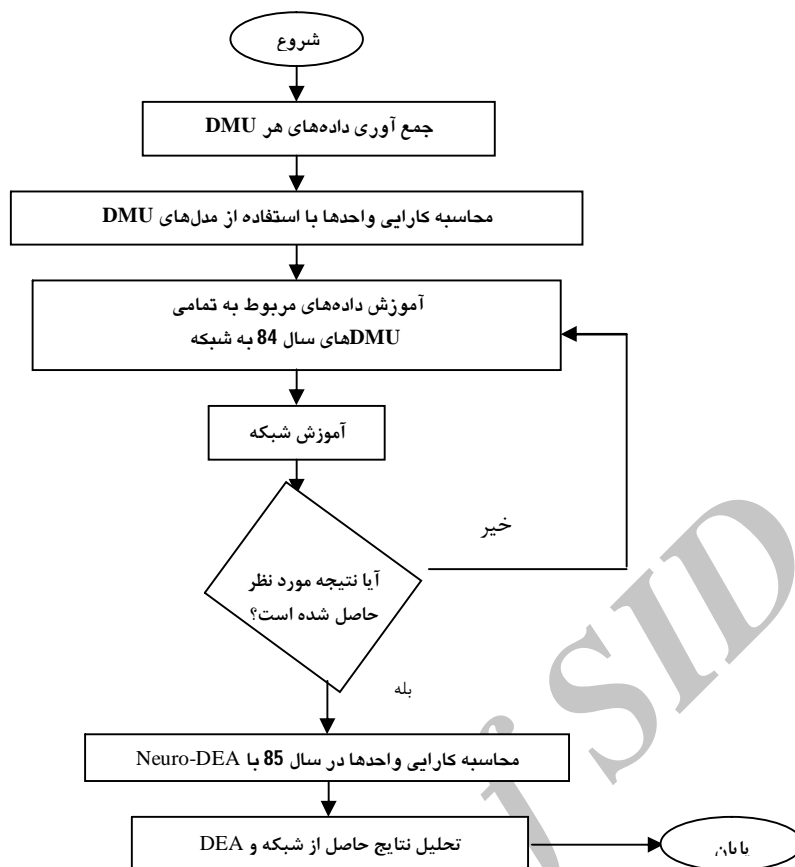 شروع
جمع آوری داده‌های هر DMU
محاسبه کارایی واحدها با استفاده از مدل‌های DMU
آموزش داده‌های مربوط به تمامی
DMUهای سال 84 به شبکه
آموزش شبکه
آیا نتیجه مورد نظر
حاصل شده است؟
خیر
بله
محاسبه کارایی واحدها در سال 85 با Neuro-DEA
تحلیل نتایج حاصل از شبکه و DEA
پایان
SID